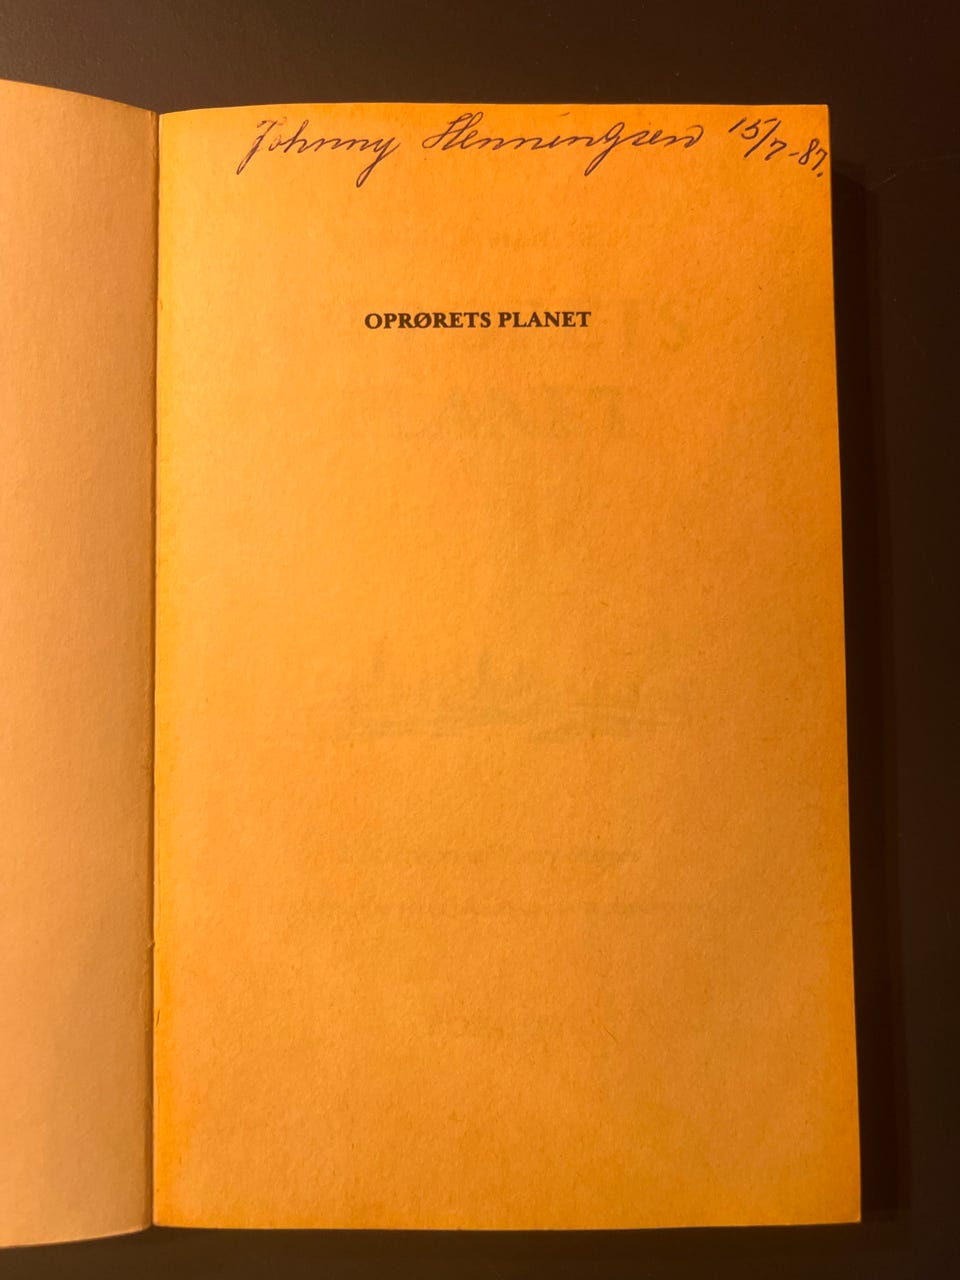 Johnny Henningsen 15/7-87.
OPRØRETS PLANET